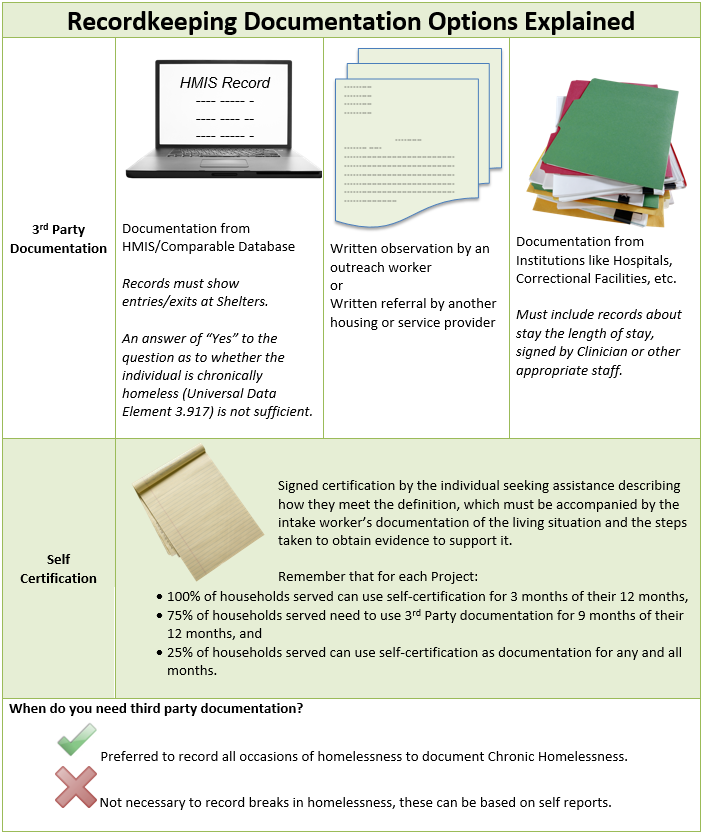 Recordkeeping Documentation Options Explained
3rd Party
Documentation
HMIS Record
Documentation from
HMIS/Comparable Database
Records must show
entries/exits at Shelters.
An answer of “Yes” to the
question as to whether the
individual is chronically
homeless (Universal Data
Element 3.917) is not sufficient.
Written observation by an
outreach worker
or
Written referral by another
housing or service provider
Documentation from
Institutions like Hospitals,
Correctional Facilities, etc.
Must include records about
stay the length of stay,
signed by Clinician or other
appropriate staff.
Self
Certification
Signed certification by the individual seeking assistance describing
how they meet the definition, which must be accompanied by the
intake worker’s documentation of the living situation and the steps
taken to obtain evidence to support it.
Remember that for each Project:
• 100% of households served can use self-certification for 3 months of their 12 months,
• 75% of households served need to use 3rd Party documentation for 9 months of their
12 months, and
• 25% of households served can use self-certification as documentation for any and all
months.
When do you need third party documentation?
Preferred to record all occasions of homelessness to document Chronic Homelessness.
Not necessary to record breaks in homelessness, these can be based on self reports.